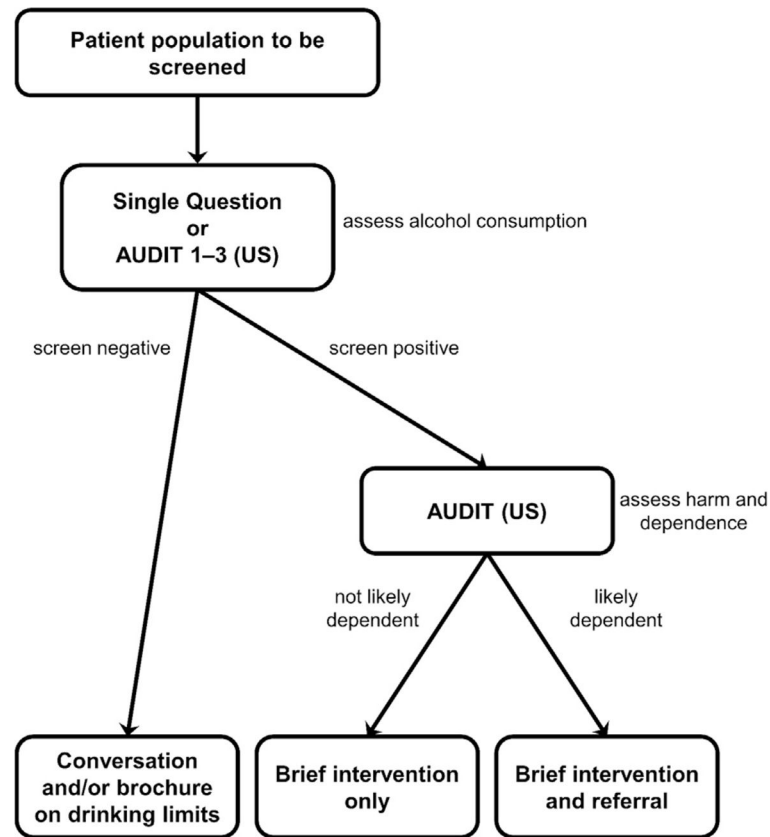 Patient population to be
screened
Single Question
or
AUDIT 1–3 (US)
assess alcohol consumption
screen negative
screen positive
AUDIT (US)
assess harm and
dependence
not likely
dependent
likely
dependent
Conversation
and/or brochure
on drinking limits
Brief intervention
only
Brief intervention
and referral